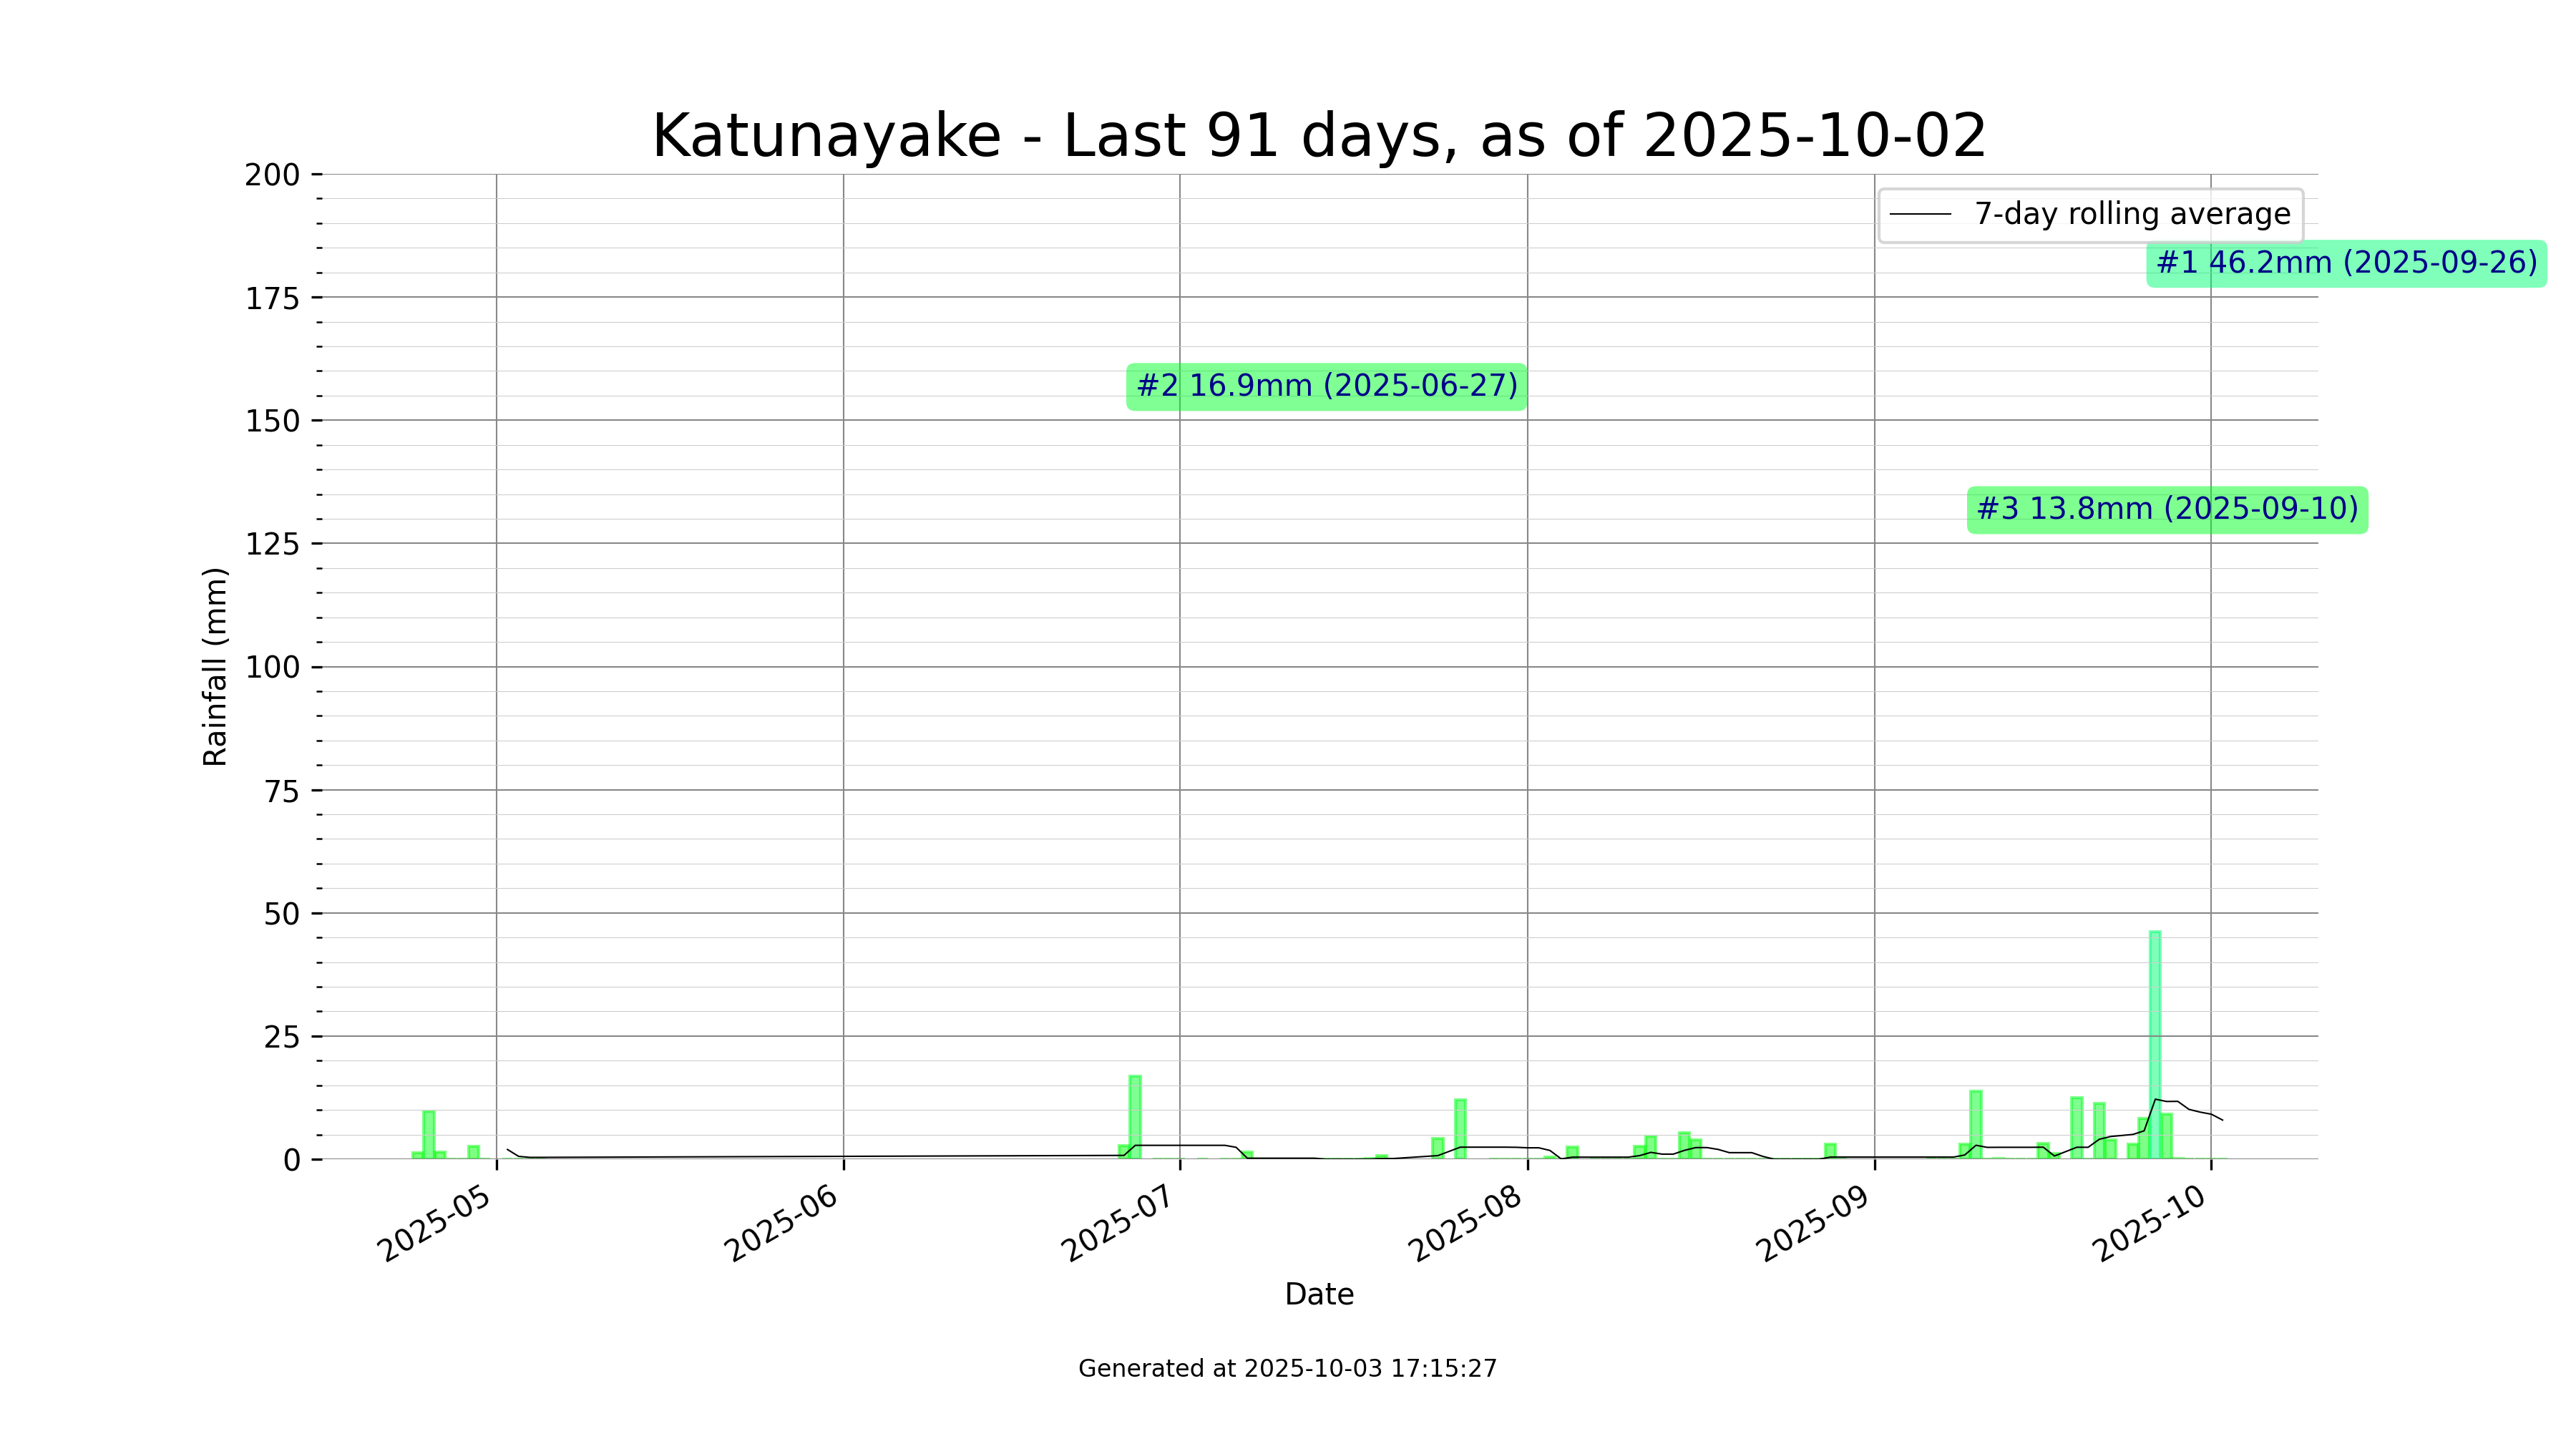 Katunayake - Last 91 days, as of 2025-10-02
200
175
150
125
100
75
50
25
0
Rainfall (mm)
7-day rolling average
#1 46.2mm (2025-09-26)
#2 16.9mm (2025-06-27)
#3 13.8mm (2025-09-10)
2025-05
2025-06
2025-07
2025-08
2025-09
2025-10
Date
Generated at 2025-10-03 17:15:27